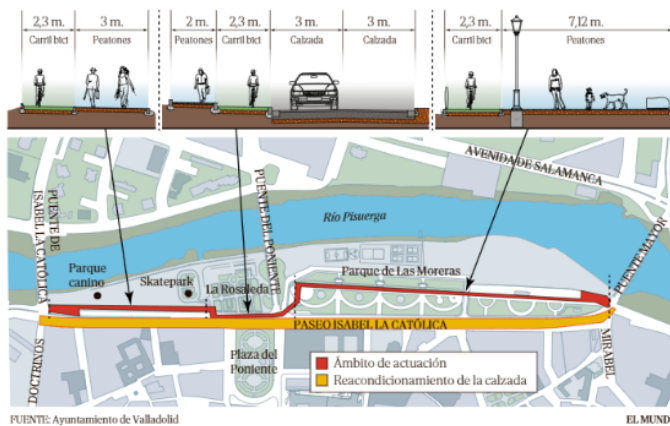 2,3 m. 3 m. 2 m. 2,3 m. 3 m. 3 m. 2,3 m. 7,12 m.
Carril bici Peatones Peatones Carril bici Calzada Calzada Carril bici Peatones
AVENIDA DE SALAMANCA
PUENTE DE
ISABEL LA CATÓLICA
PUENTE DEL PONIENTE
Río Pisuerga
PUENTE MAYOR
Parque
canino
Skatepark
La Rosaleda
Parque de Las Moreras
PASEO ISABEL LA CATÓLICA
DOCTRINOS
Plaza del
Poniente
MIRABEL
Ámbito de actuación
Reacondicionamiento de la calzada
FUENTE: Ayuntamiento de Valladolid
EL MUND